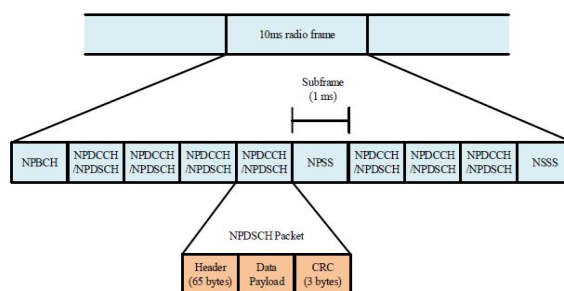 10ms radio frame
Subframe
(1 ms)
NPBCH
NPDCCH
/NPDSCH
NPDCCH
/NPDSCH
NPDCCH
/NPDSCH
NPDCCH
/NPDSCH
NPSS
NPDCCH
/NPDSCH
NPDCCH
/NPDSCH
NPDCCH
/NPDSCH
NSSS
NPDSCH Packet
Header
(65 bytes)
Data
Payload
CRC
(3 bytes)